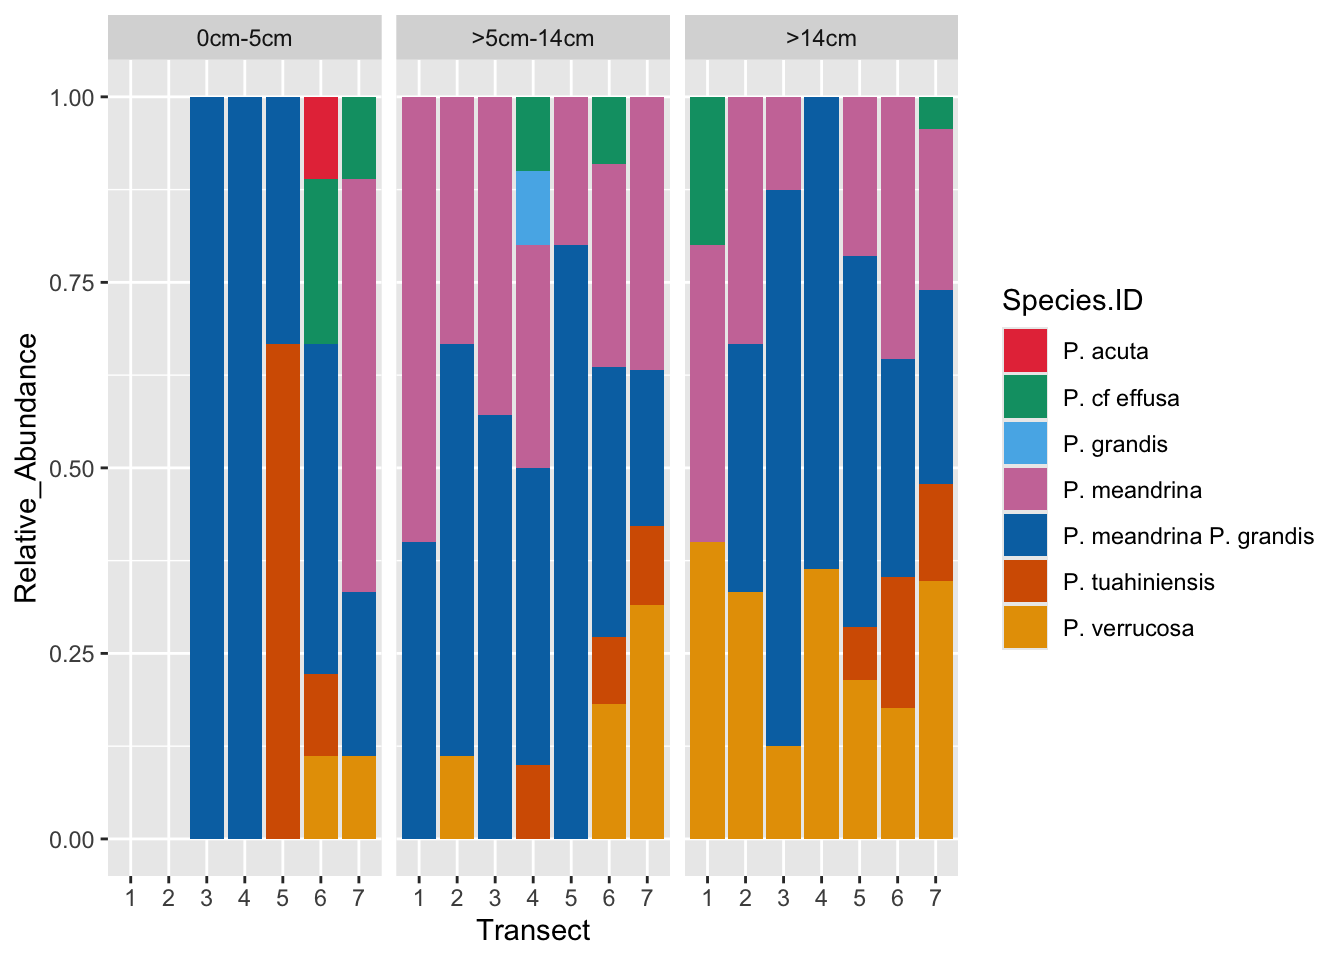 0cm-5cm >5cm-14cm >14cm
1.00
0.75
0.50
0.25
0.00
Relative_Abundance
1 2 3 4 5 6 7 1 2 3 4 5 6 7 1 2 3 4 5 6 7
Transect
Species.ID
P. acuta
P. cf effusa
P. grandis
P. meandrina
P. meandrina P. grandis
P. tuahiniensis
P. verrucosa